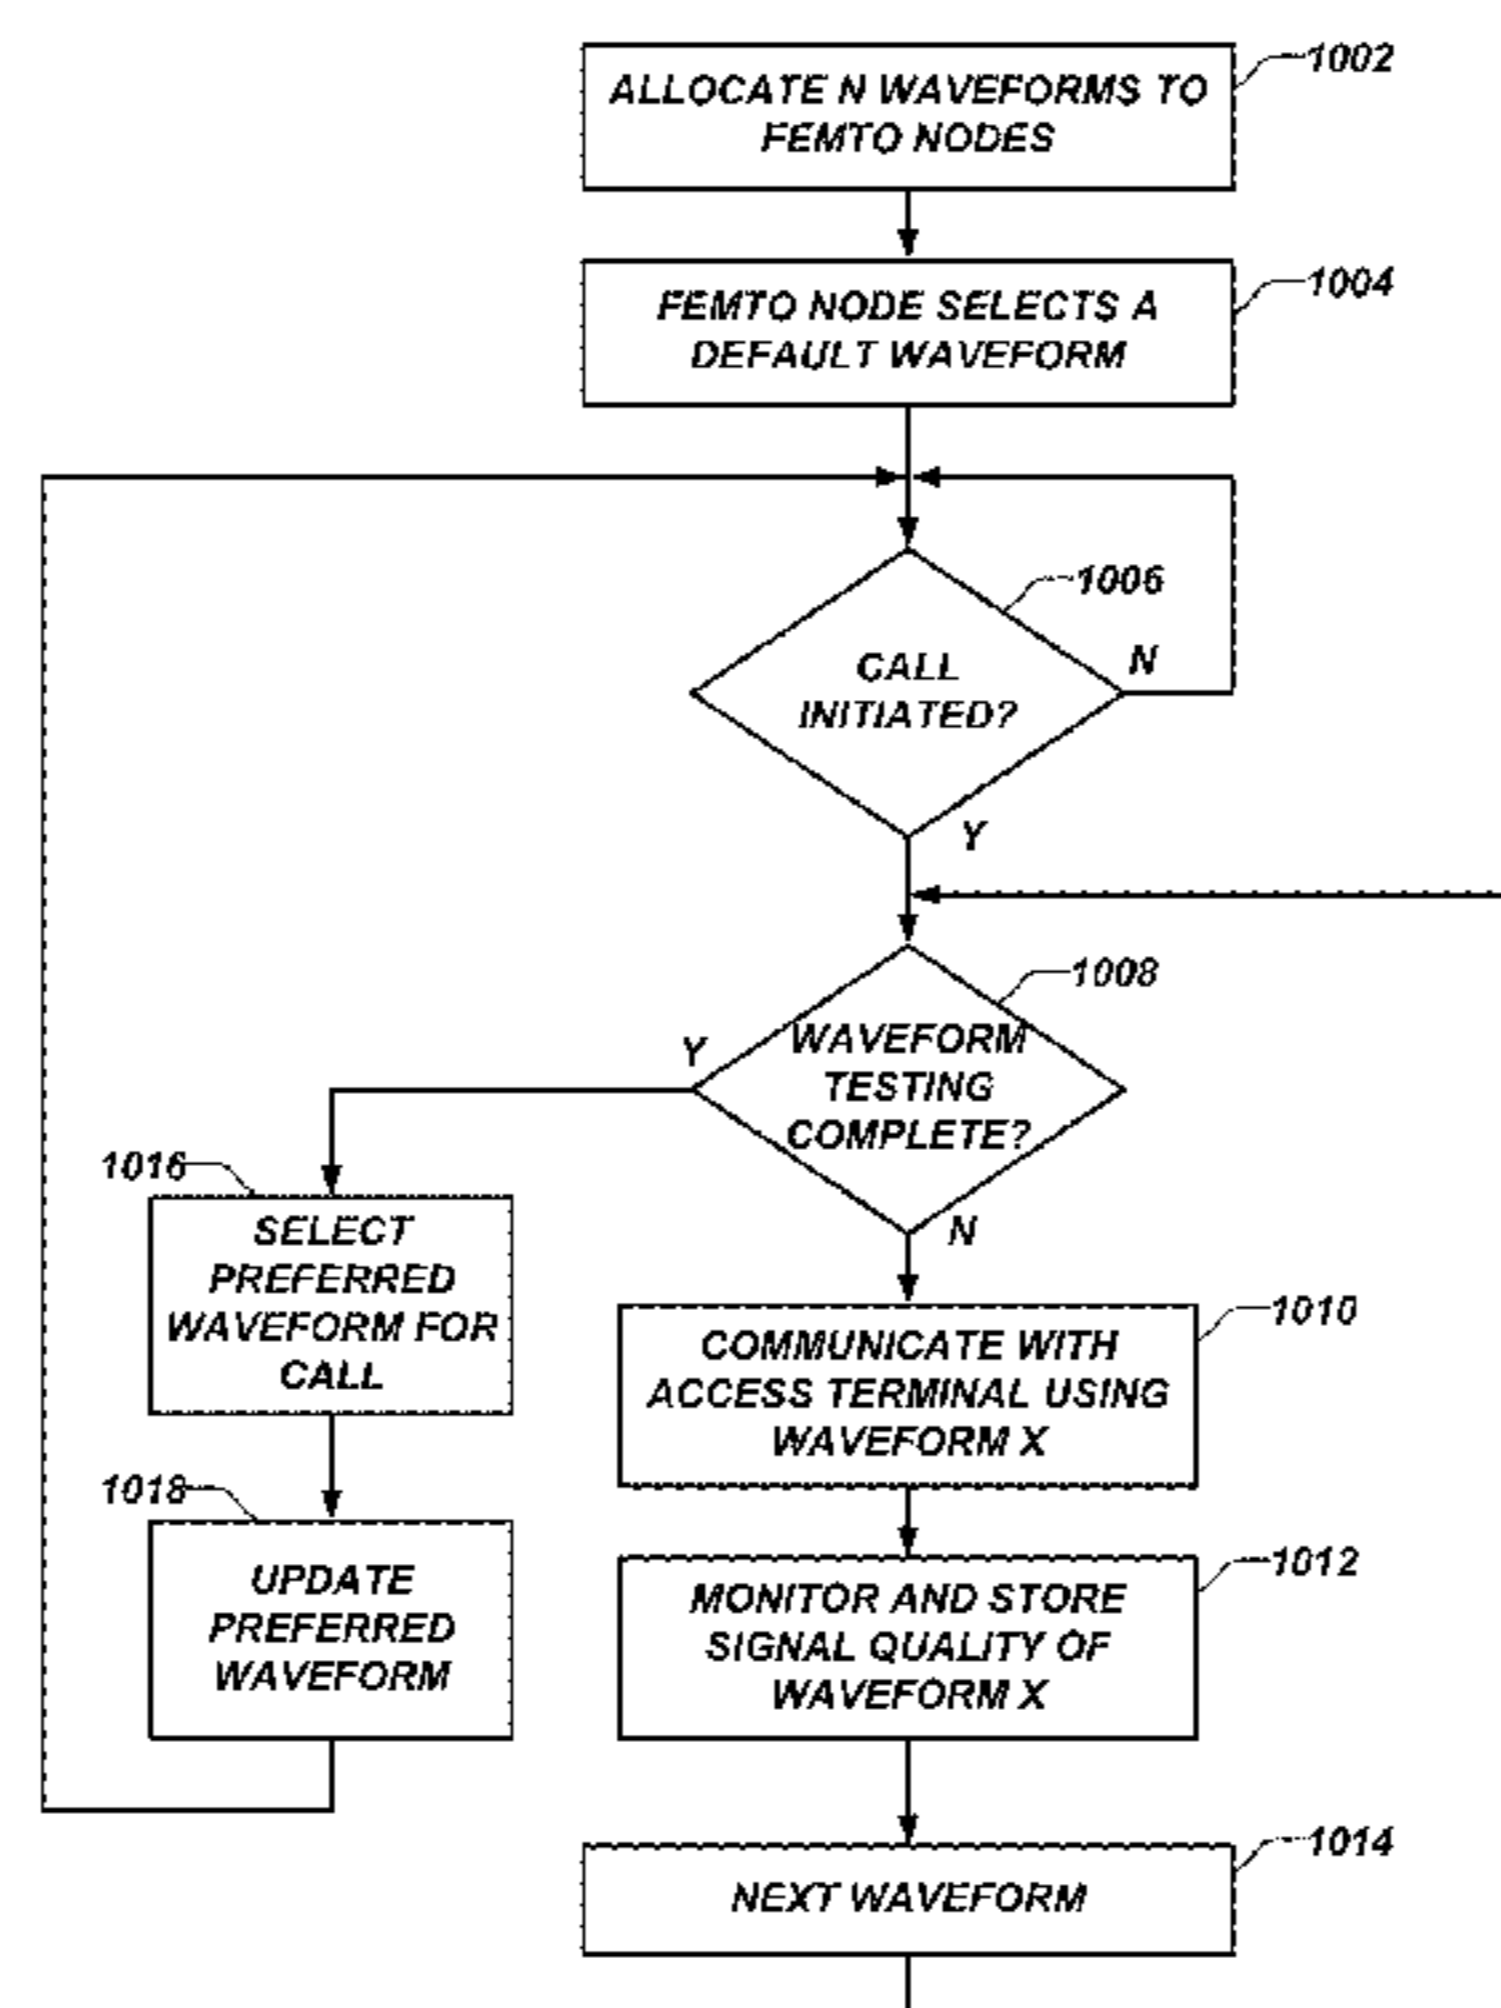 1002
ALLOCATE N WAVEFORMS TO
FEMTO NODES
1004
FEMTO NODE SELECTS A
DEFAULT WAVEFORM
1006
CALL
INITIATED?
N
Y
1008
WAVEFORM
TESTING
COMPLETE?
Y
N
1016
SELECT
PREFERRED
WAVEFORM FOR
CALL
1010
COMMUNICATE WITH
ACCESS TERMINAL USING
WAVEFORM X
1018
UPDATE
PREFERRED
WAVEFORM
1012
MONITOR AND STORE
SIGNAL QUALITY OF
WAVEFORM X
1014
NEXT WAVEFORM